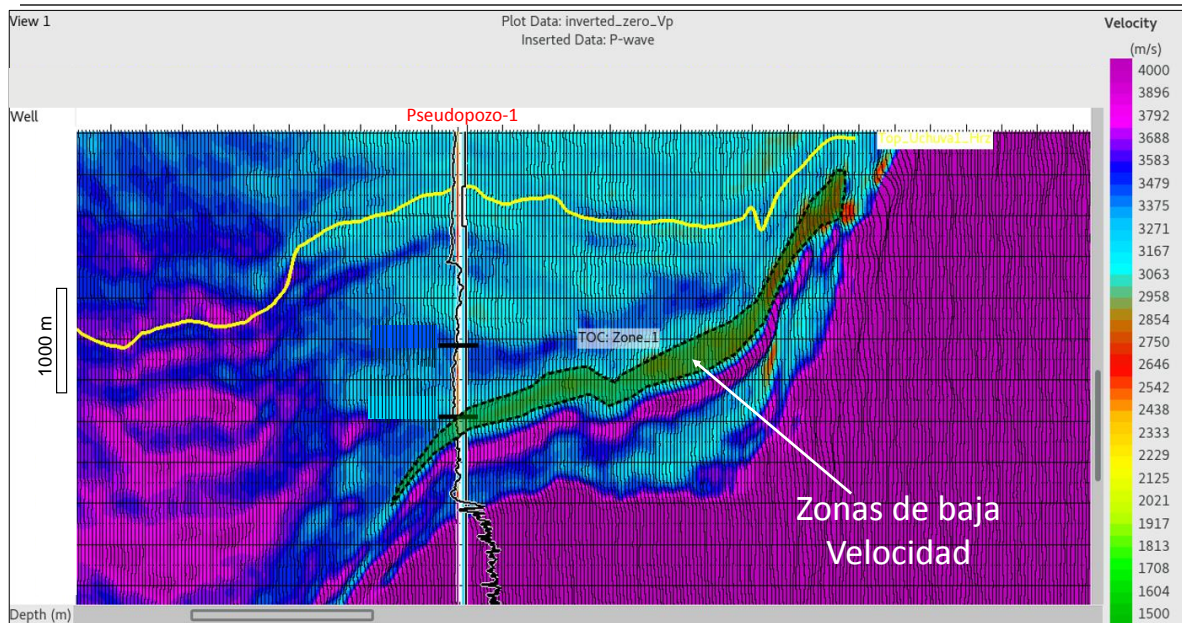 View 1
Plot Data: inverted_zero_Vp
Inserted Data: P-wave
Velocity
(m/s)
Well
Pseudopozo-1
Top_Uchuva1_Hrz
1000 m
TOC: Zone_1
Zonas de baja
Velocidad
Depth (m)
4000
3896
3792
3688
3583
3479
3375
3271
3167
3063
2958
2854
2750
2646
2542
2438
2333
2229
2125
2021
1917
1813
1708
1604
1500